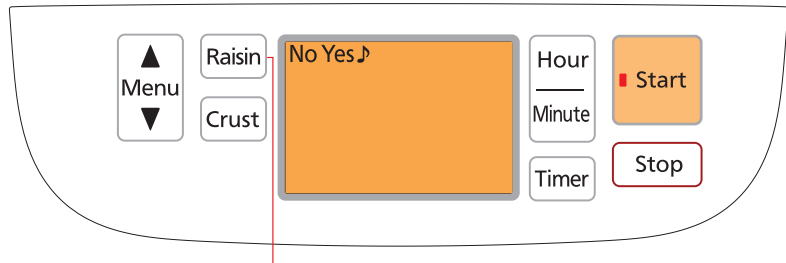 ▲
Menu
▼
Raisin
Crust
No Yes♪
Hour
Minute
Timer
Start
Stop